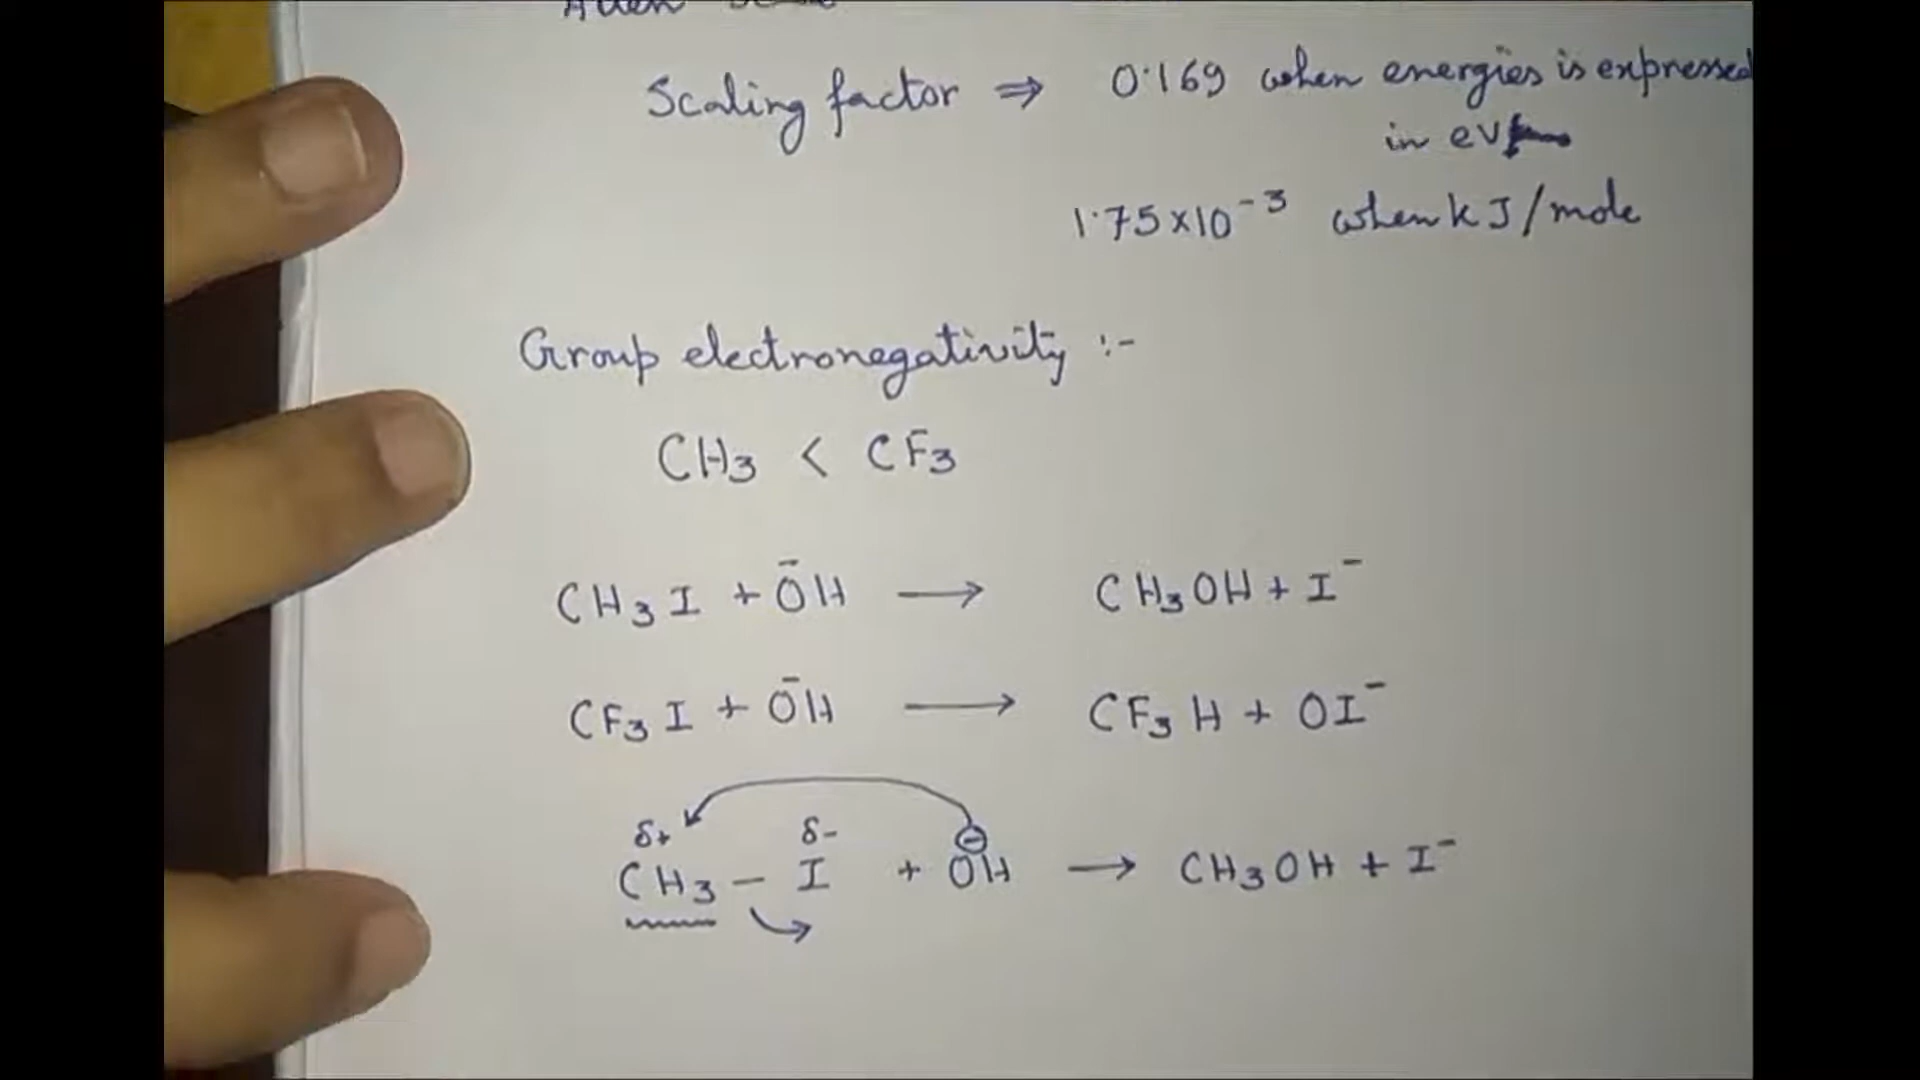 Allen
Scaling factor ⇒ 0.169 when energies is expressed
in eV
1.75×10⁻³ when kJ/mole
Group electronegativity :-
CH₃ < CF₃
CH₃I + ŌH → CH₃OH + I⁻
CF₃I + ŌH → CF₃H + OI⁻
δ+ δ- ⊖
CH₃ – I + OH → CH₃OH + I⁻